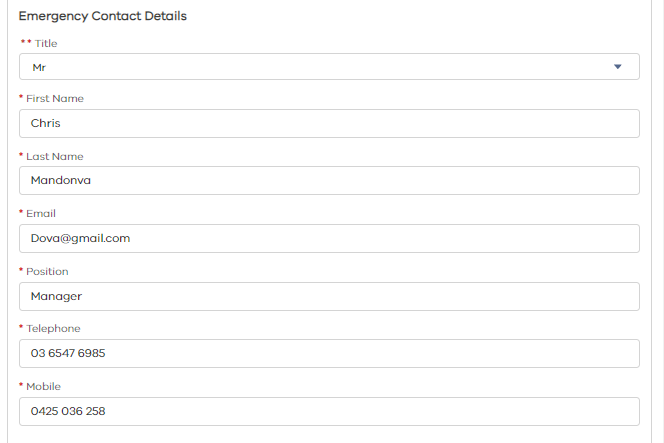 Emergency Contact Details
** Title
Mr
* First Name
Chris
* Last Name
Mandonva
* Email
Dova@gmail.com
* Position
Manager
* Telephone
03 6547 6985
* Mobile
0425 036 258